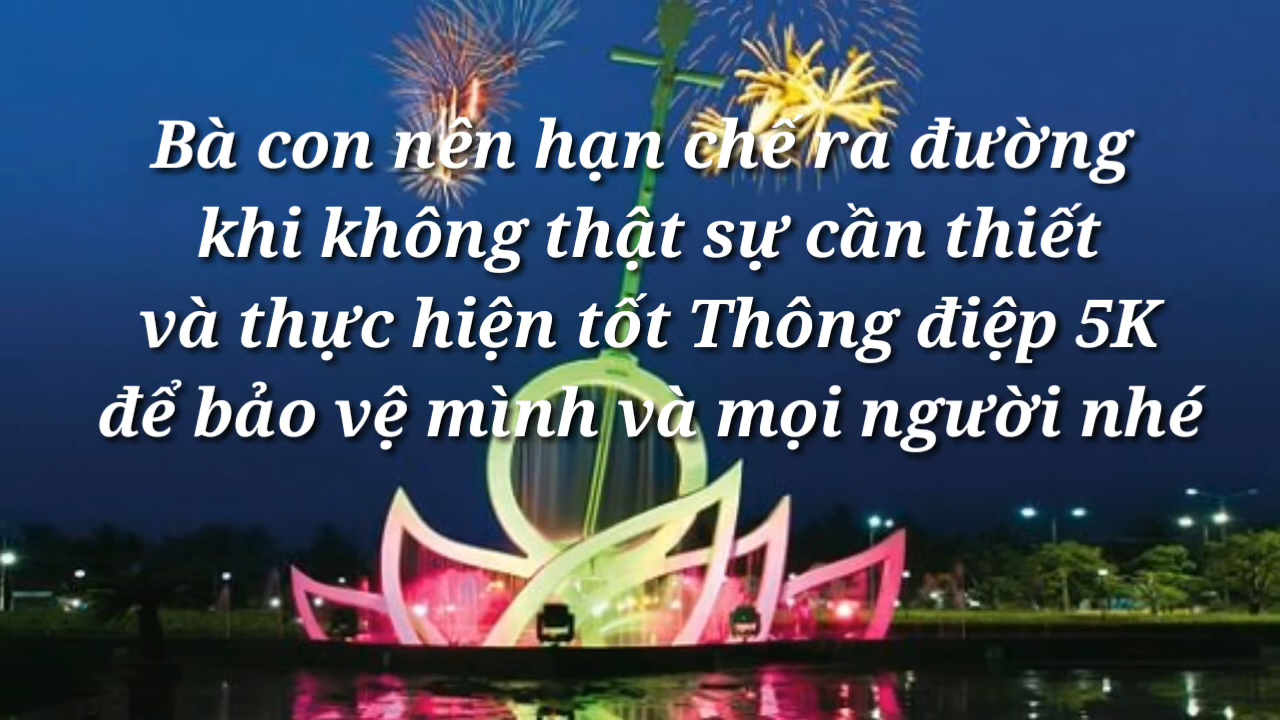 Bà con nên hạn chế ra đường
khi không thật sự cần thiết
và thực hiện tốt Thông điệp 5K
để bảo vệ mình và mọi người nhé